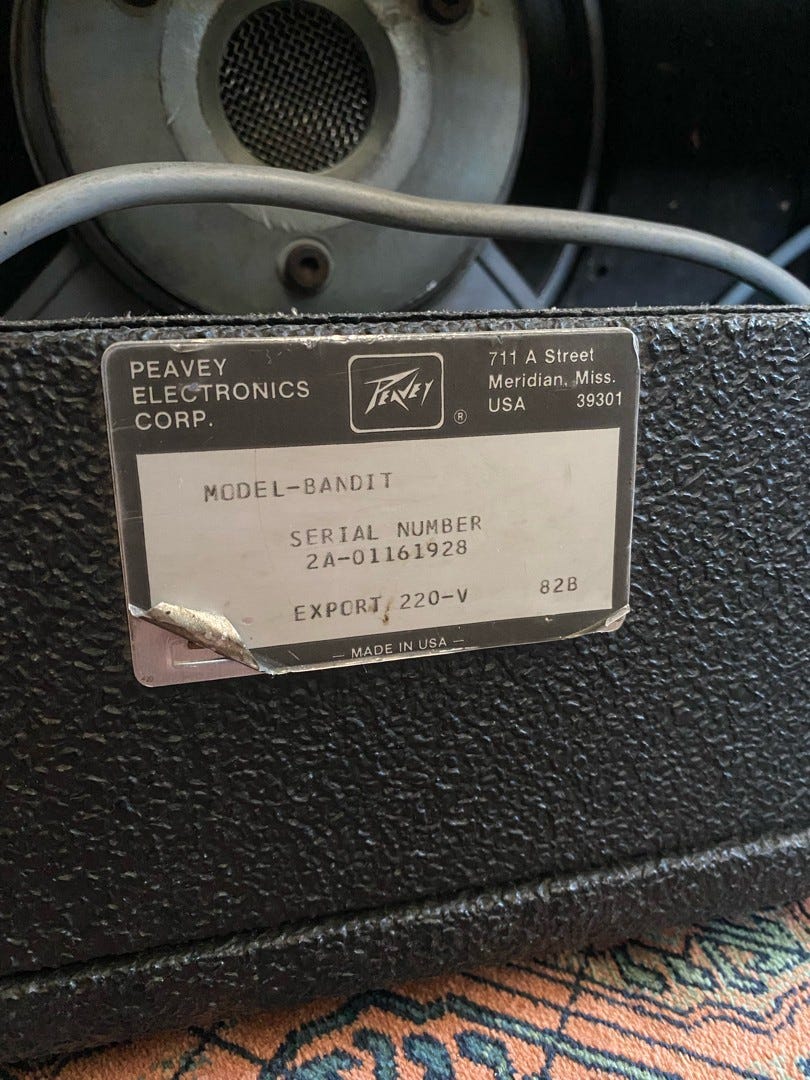 PEAVEY
ELECTRONICS
CORP.
PEAVEY
®
711 A Street
Meridian, Miss.
USA 39301
MODEL-BANDIT
SERIAL NUMBER
2A-01161928
EXPORT 220-V 82B
— MADE IN USA —